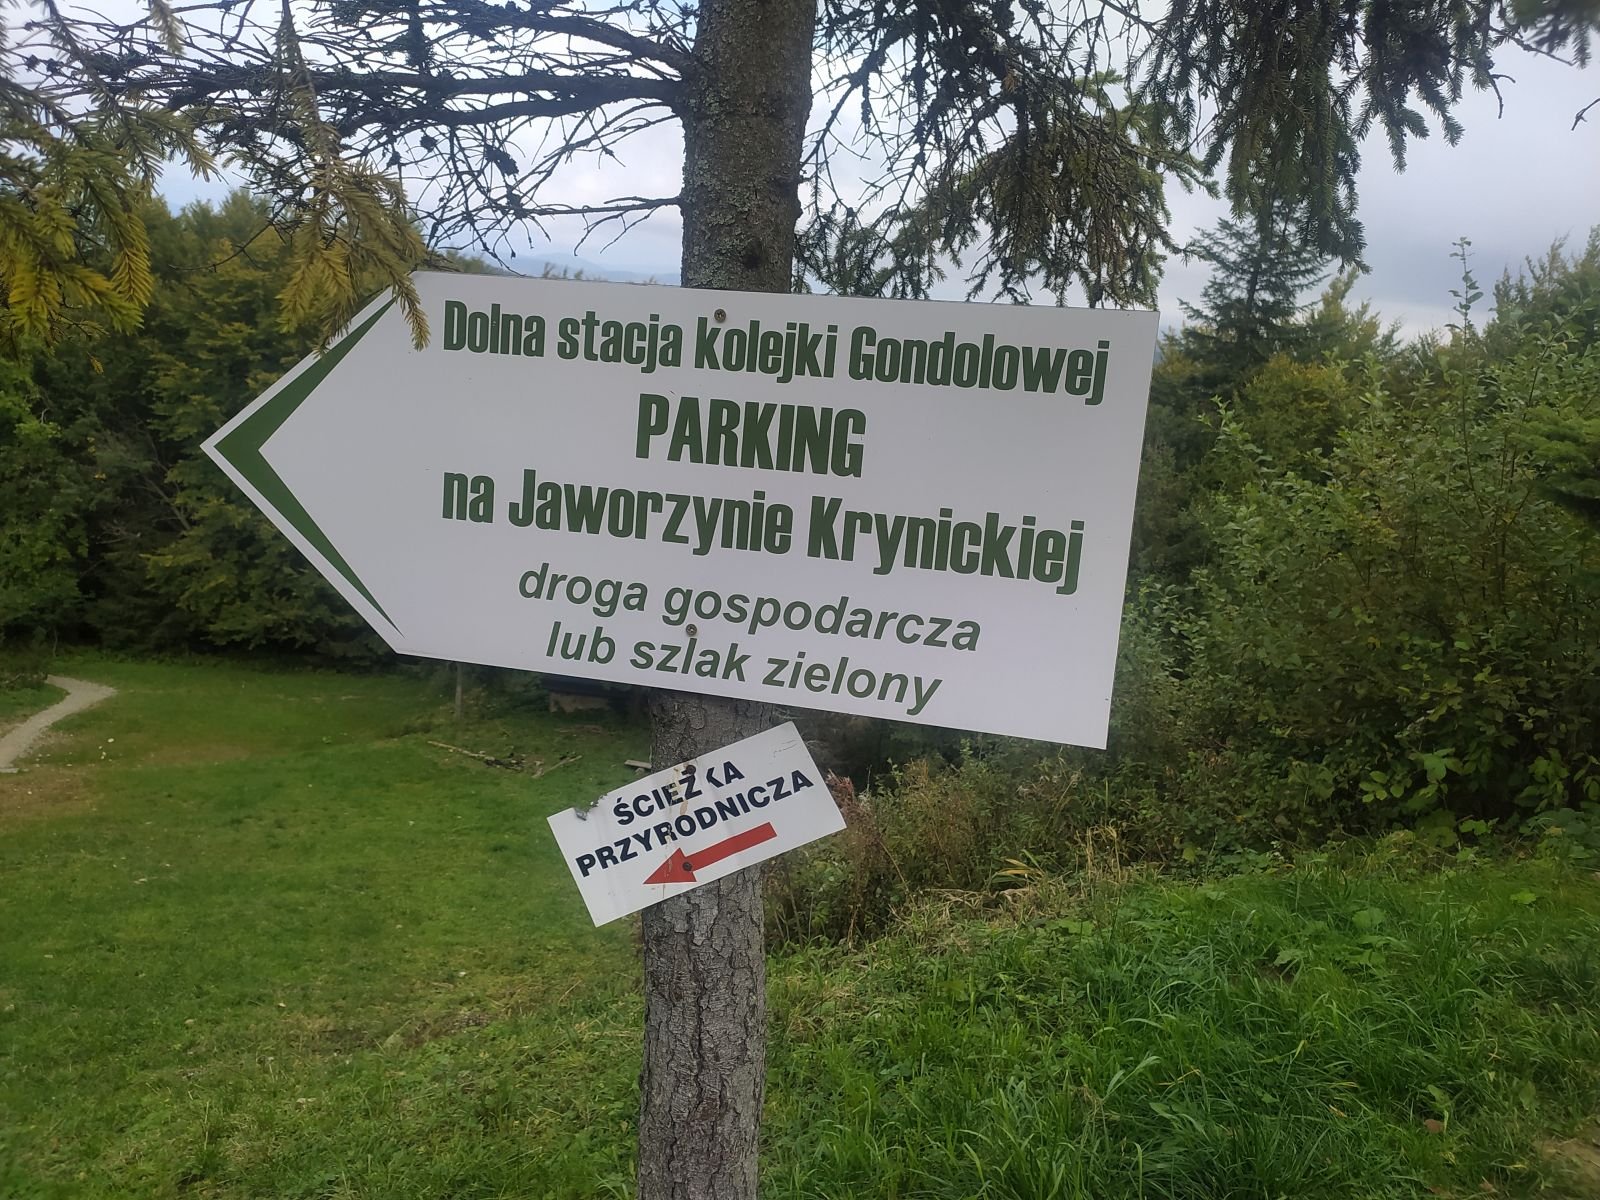 Dolna stacja kolejki Gondolowej
PARKING
na Jaworzynie Krynickiej
droga gospodarcza
lub szlak zielony
ŚCIEŻKA
PRZYRODNICZA